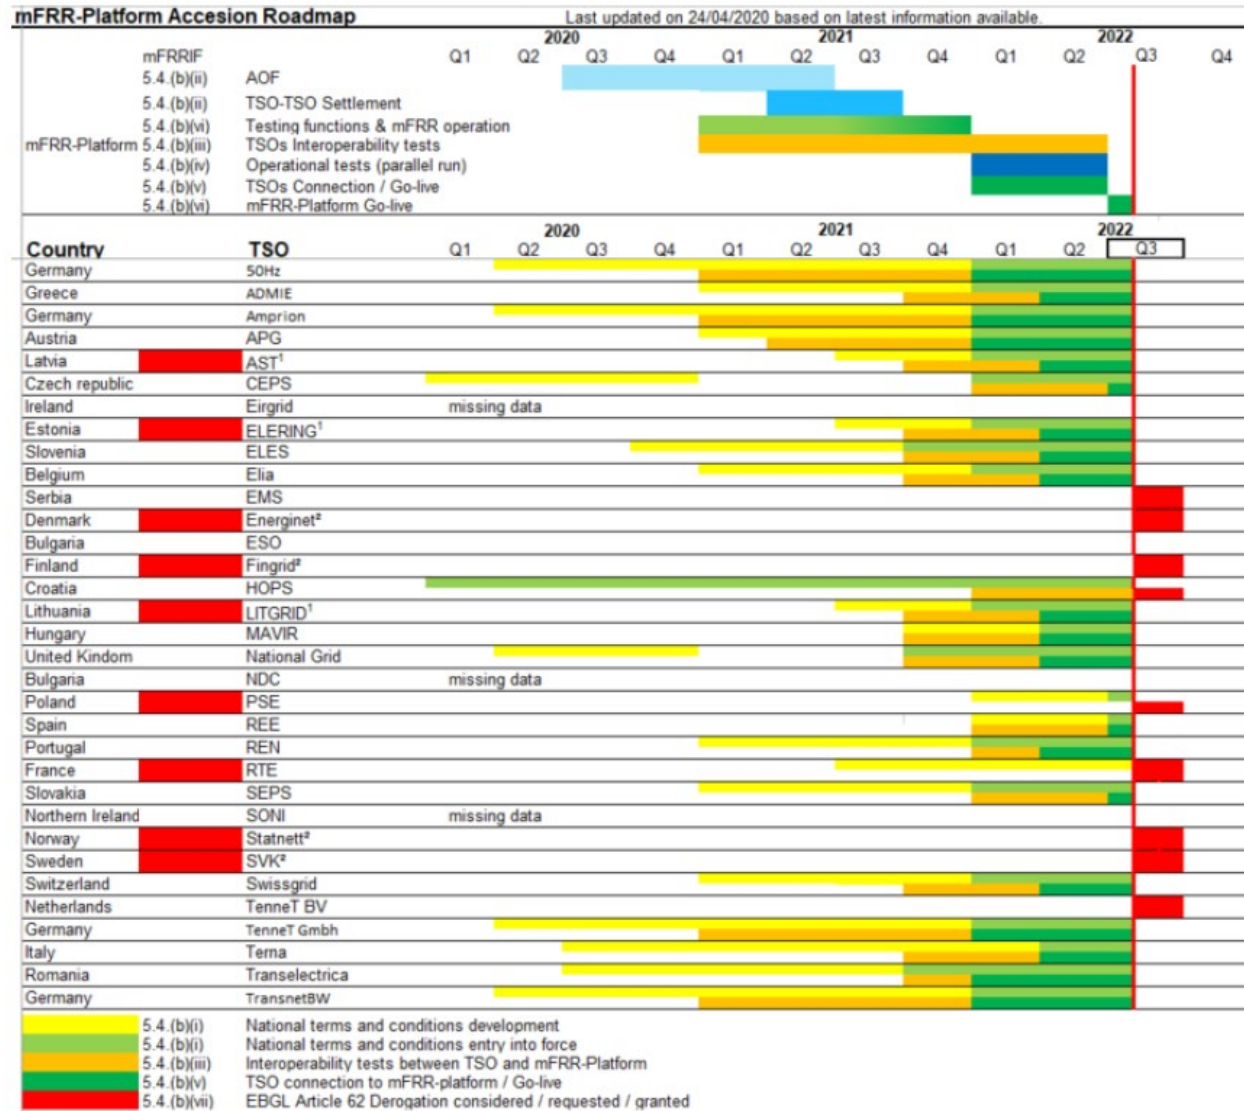 mFRR-Platform Accesion Roadmap Last updated on 24/04/2020 based on latest information available.
2020 2021 2022
mFRRIF Q1 Q2 Q3 Q4 Q1 Q2 Q3 Q4 Q1 Q2 Q3 Q4
5.4.(b)(ii) AOF
5.4.(b)(ii) TSO-TSO Settlement
5.4.(b)(vi) Testing functions & mFRR operation
mFRR-Platform 5.4.(b)(iii) TSOs Interoperability tests
5.4.(b)(iv) Operational tests (parallel run)
5.4.(b)(v) TSOs Connection / Go-live
5.4.(b)(vi) mFRR-Platform Go-live
2020 2021 2022
Country TSO Q1 Q2 Q3 Q4 Q1 Q2 Q3 Q4 Q1 Q2 Q3
Germany 50Hz
Greece ADMIE
Germany Amprion
Austria APG
Latvia AST¹
Czech republic CEPS
Ireland Eirgrid missing data
Estonia ELERING¹
Slovenia ELES
Belgium Elia
Serbia EMS
Denmark Energinet²
Bulgaria ESO
Finland Fingrid²
Croatia HOPS
Lithuania LITGRID¹
Hungary MAVIR
United Kindom National Grid
Bulgaria NDC missing data
Poland PSE
Spain REE
Portugal REN
France RTE
Slovakia SEPS
Northern Ireland SONI missing data
Norway Statnett²
Sweden SVK²
Switzerland Swissgrid
Netherlands TenneT BV
Germany TenneT Gmbh
Italy Terna
Romania Transelectrica
Germany TransnetBW
5.4.(b)(i) National terms and conditions development
5.4.(b)(i) National terms and conditions entry into force
5.4.(b)(iii) Interoperability tests between TSO and mFRR-Platform
5.4.(b)(v) TSO connection to mFRR-platform / Go-live
5.4.(b)(vii) EBGL Article 62 Derogation considered / requested / granted